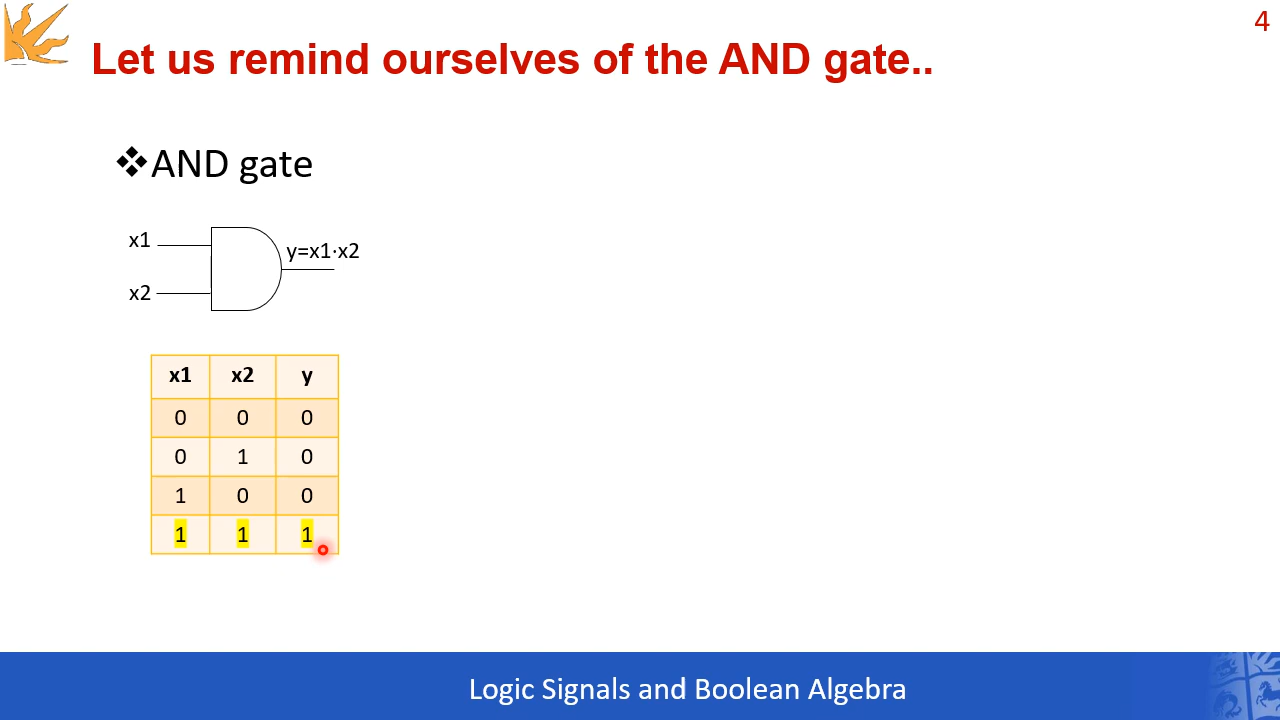 4
Let us remind ourselves of the AND gate..
❖AND gate
x1
y=x1·x2
x2
x1 x2 y
0 0 0
0 1 0
1 0 0
1 1 1
Logic Signals and Boolean Algebra